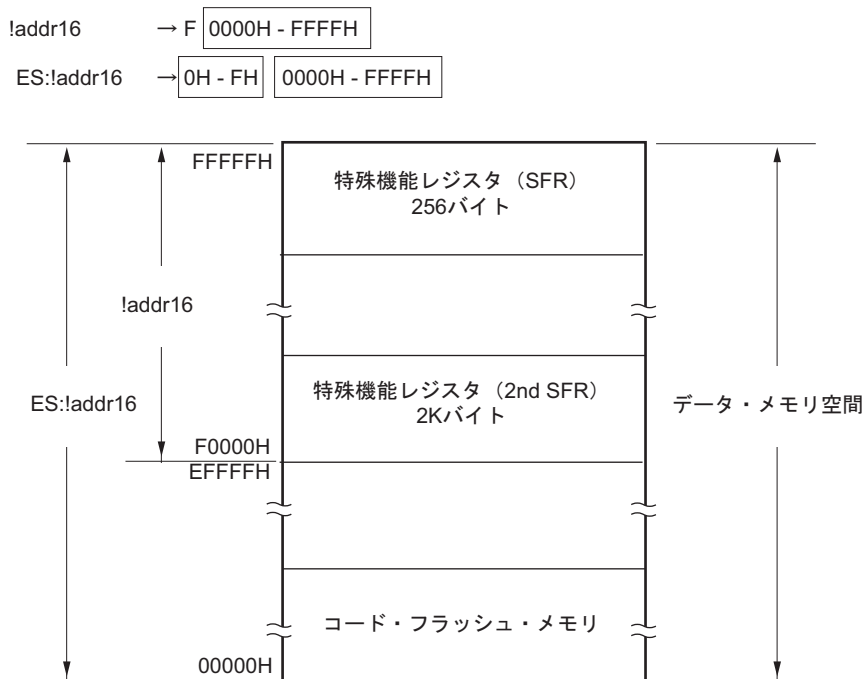 !addr16 → F 0000H - FFFFH
ES:!addr16 → 0H - FH 0000H - FFFFH
FFFFFH
特殊機能レジスタ（SFR）
256バイト
!addr16
特殊機能レジスタ（2nd SFR）
2Kバイト
ES:!addr16
データ・メモリ空間
F0000H
EFFFFH
コード・フラッシュ・メモリ
00000H